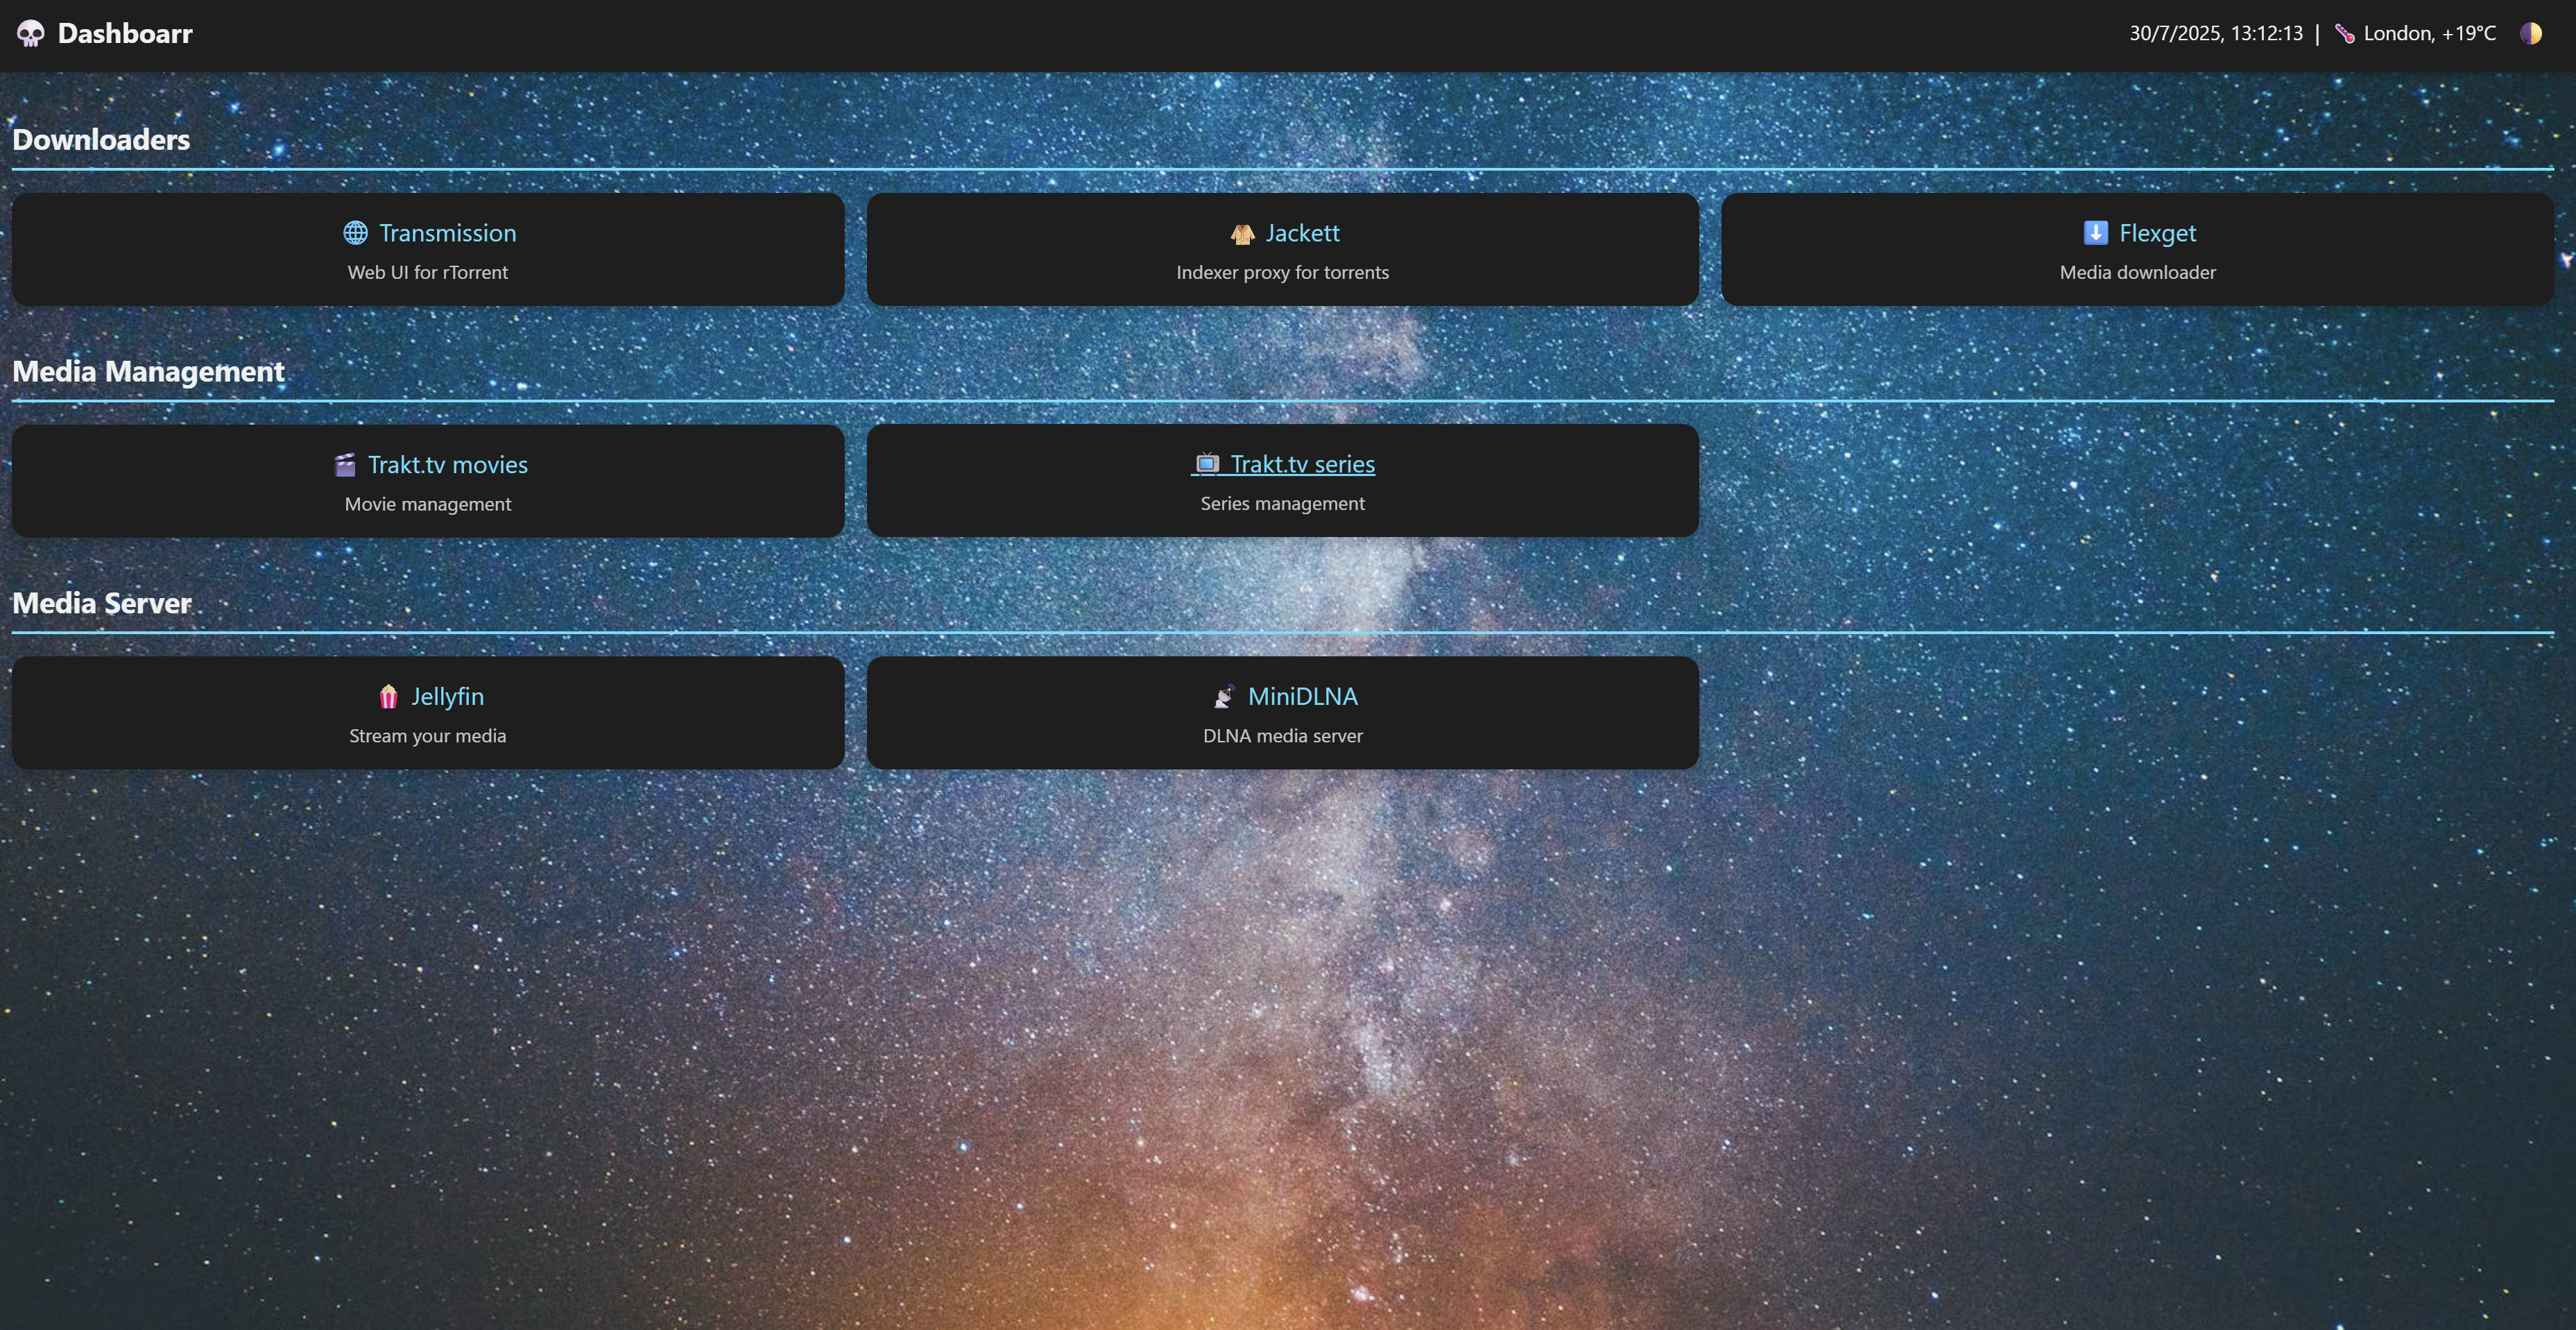 Dashboarr
30/7/2025, 13:12:13 | London, +19°C
Downloaders
Transmission
Web UI for rTorrent
Jackett
Indexer proxy for torrents
Flexget
Media downloader
Media Management
Trakt.tv movies
Movie management
Trakt.tv series
Series management
Media Server
Jellyfin
Stream your media
MiniDLNA
DLNA media server